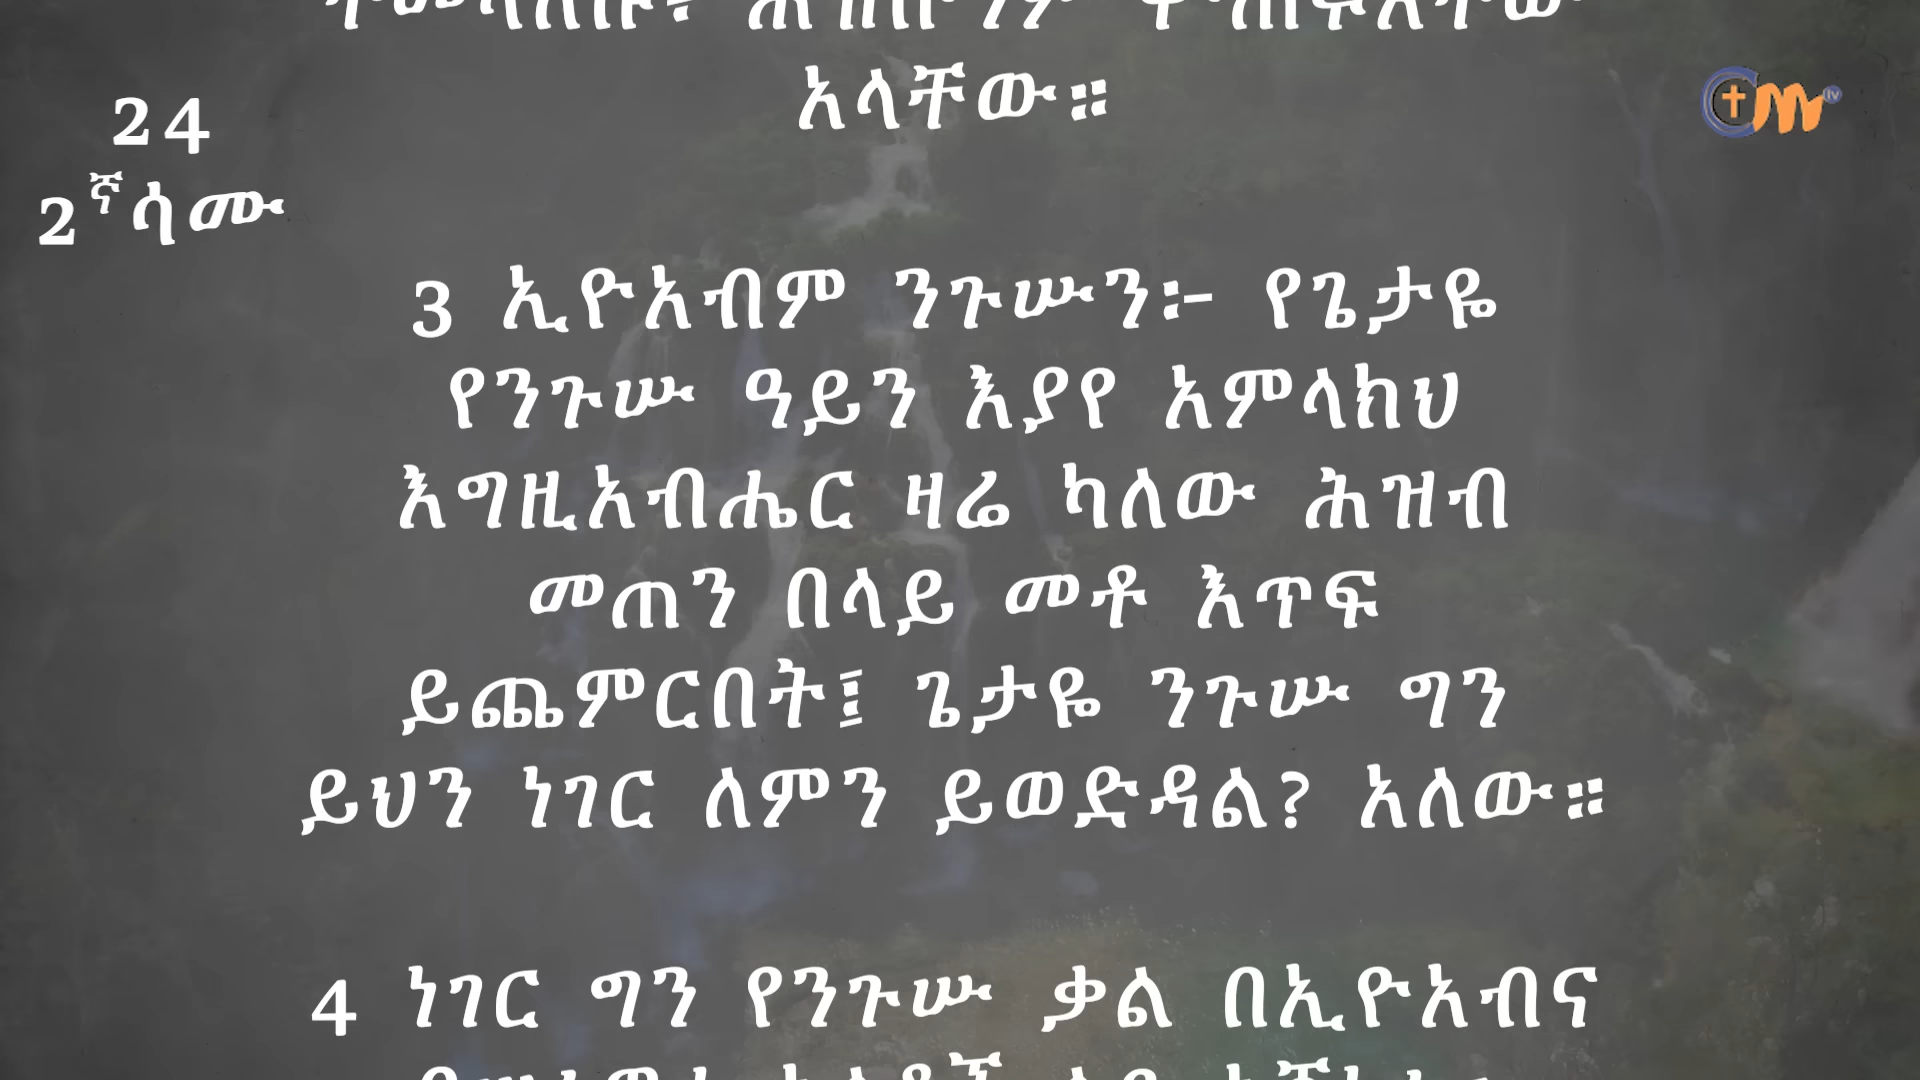 አላቸው።
24
2ኛሳሙ
3 ኢዮአብም ንጉሡን፦ የጌታዬ
የንጉሡ ዓይን እያየ አምላክህ
እግዚአብሔር ዛሬ ካለው ሕዝብ
መጠን በላይ መቶ እጥፍ
ይጨምርበት፤ ጌታዬ ንጉሡ ግን
ይህን ነገር ለምን ይወድዳል? አለው።
4 ነገር ግን የንጉሡ ቃል በኢዮአብና